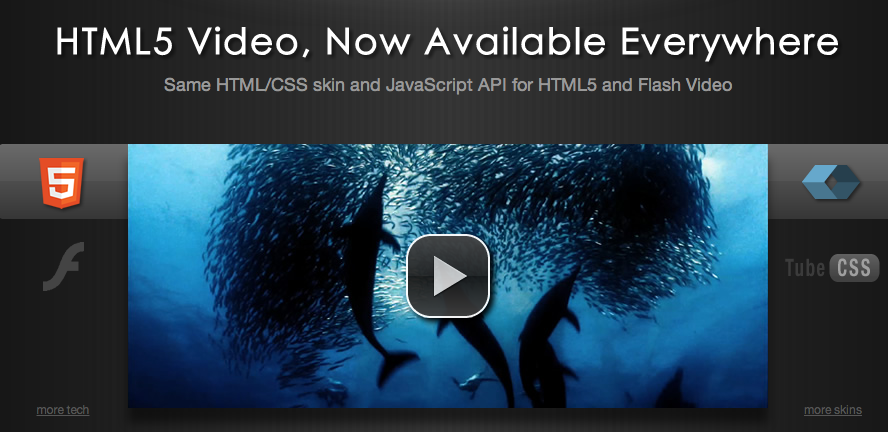 HTML5 Video, Now Available Everywhere
Same HTML/CSS skin and JavaScript API for HTML5 and Flash Video
5
Tube CSS
more tech
more skins